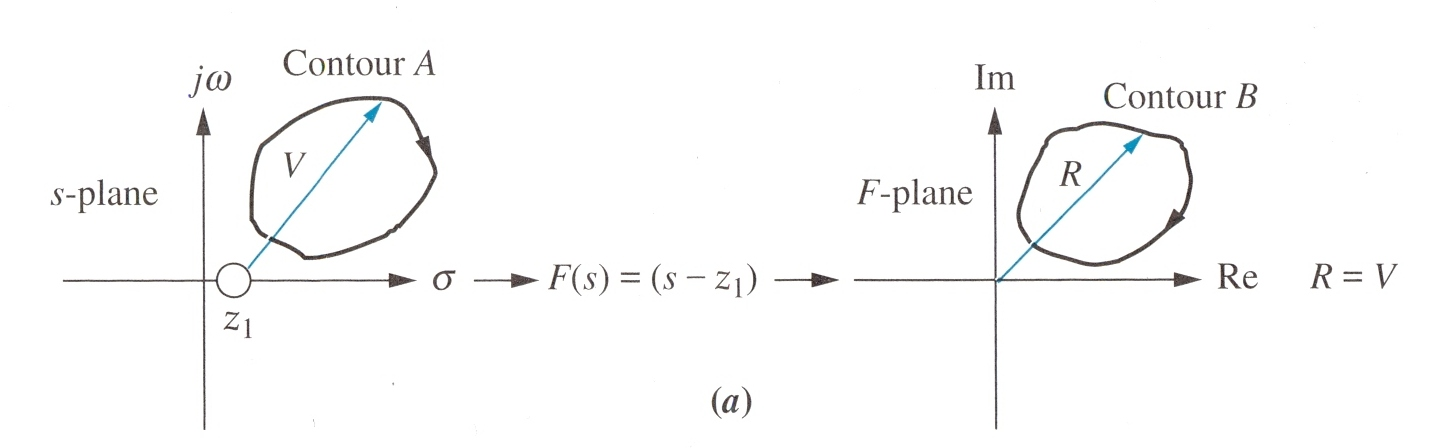 Contour A
jω
V
s-plane
σ
z₁
F(s) = (s − z₁)
Im
Contour B
R
F-plane
Re
R = V
(a)